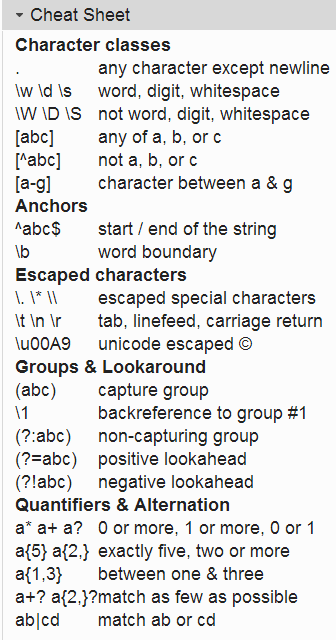 Cheat Sheet
Character classes
. any character except newline
\w \d \s word, digit, whitespace
\W \D \S not word, digit, whitespace
[abc] any of a, b, or c
[^abc] not a, b, or c
[a-g] character between a & g
Anchors
^abc$ start / end of the string
\b word boundary
Escaped characters
\. \* \\ escaped special characters
\t \n \r tab, linefeed, carriage return
\u00A9 unicode escaped ©
Groups & Lookaround
(abc) capture group
\1 backreference to group #1
(?:abc) non-capturing group
(?=abc) positive lookahead
(?!abc) negative lookahead
Quantifiers & Alternation
a* a+ a? 0 or more, 1 or more, 0 or 1
a{5} a{2,} exactly five, two or more
a{1,3} between one & three
a+? a{2,}? match as few as possible
ab|cd match ab or cd